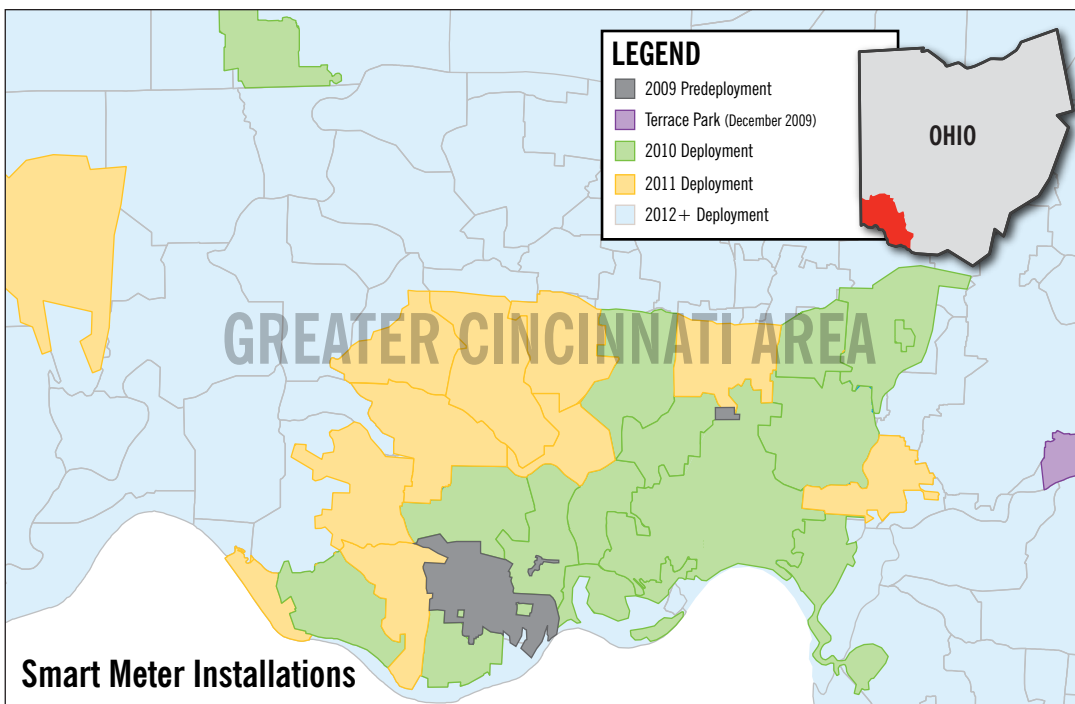 LEGEND
2009 Predeployment
Terrace Park (December 2009)
2010 Deployment
2011 Deployment
2012+ Deployment
OHIO
GREATER CINCINNATI AREA
Smart Meter Installations